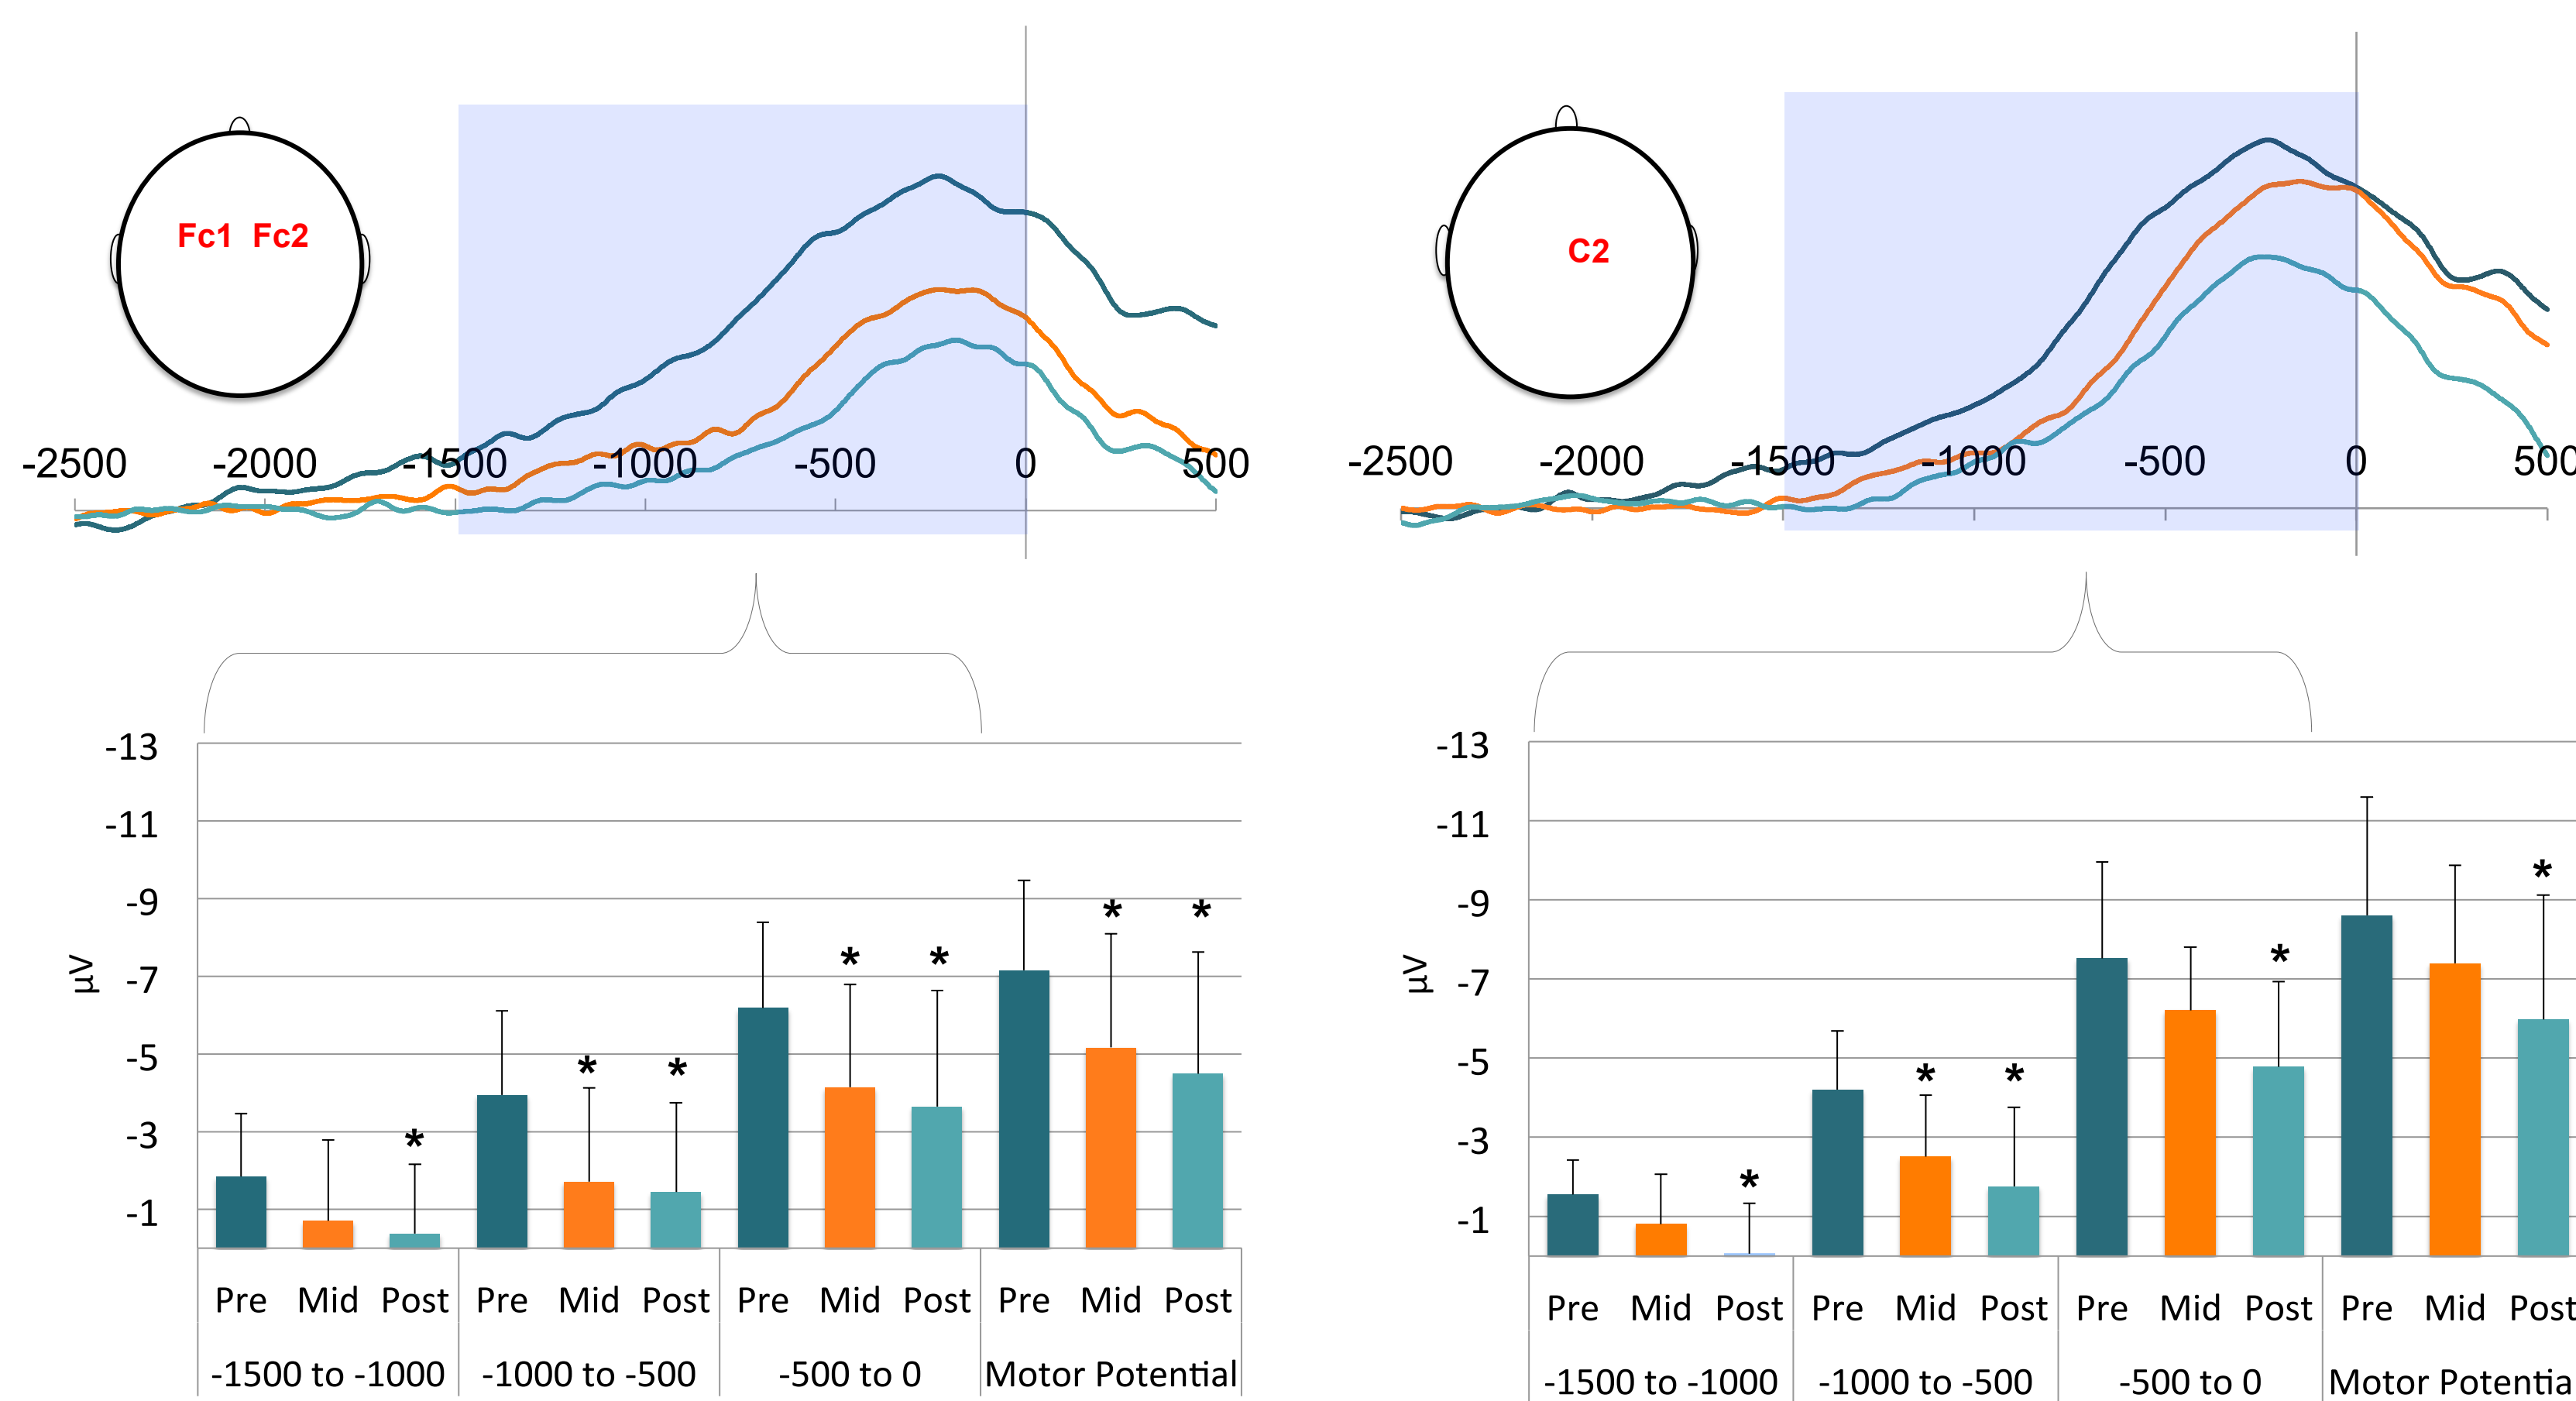 Fc1 Fc2
-2500 -2000 -1500 -1000 -500 0 500
C2
-2500 -2000 -1500 -1000 -500 0 500
-13
-11
-9
-7
-5
-3
-1
µV
* * * * * * *
Pre Mid Post Pre Mid Post Pre Mid Post Pre Mid Post
-1500 to -1000 -1000 to -500 -500 to 0 Motor Potential
-13
-11
-9
-7
-5
-3
-1
µV
* * * * *
Pre Mid Post Pre Mid Post Pre Mid Post Pre Mid Post
-1500 to -1000 -1000 to -500 -500 to 0 Motor Potentia